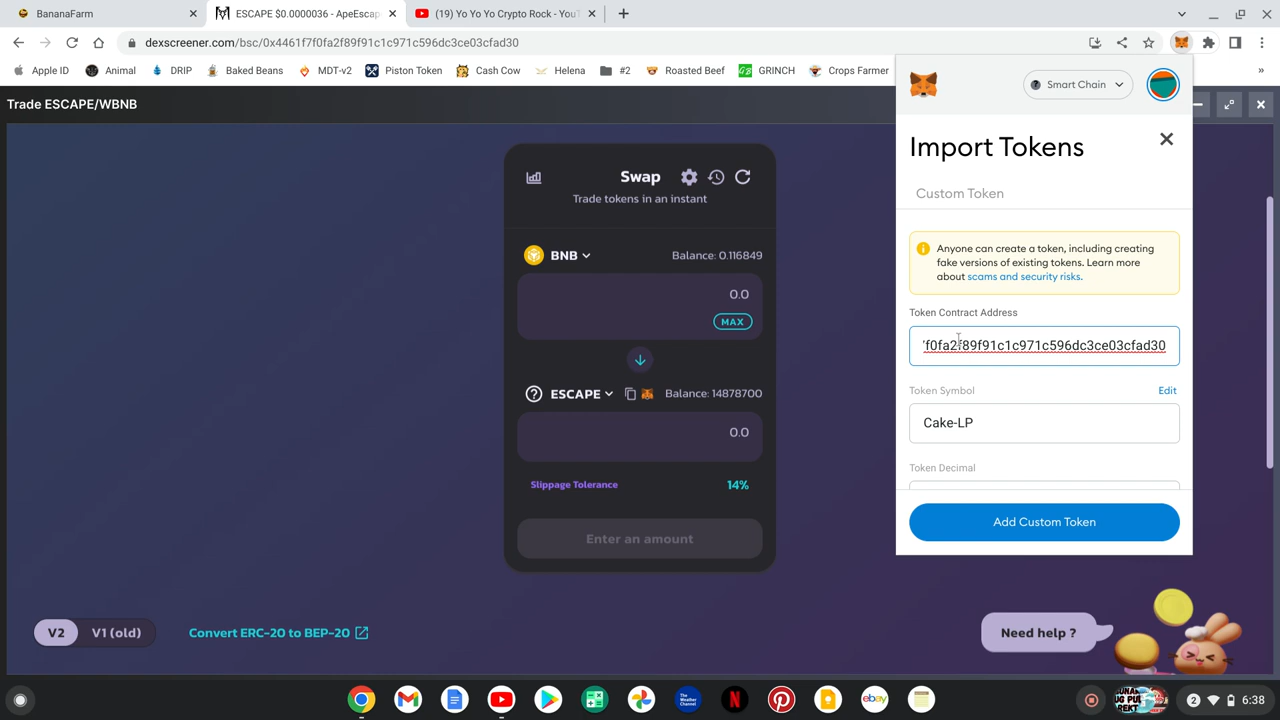 BananaFarm
ESCAPE $0.0000036 - ApeEscap
(19) Yo Yo Yo Crypto Rock - YouT
dexscreener.com/bsc/0x4461f7f0fa2f89f91c1c971c596dc3ce03cfad30
Apple ID
Animal
DRIP
Baked Beans
MDT-v2
Piston Token
Cash Cow
Helena
#2
Roasted Beef
GRINCH
Crops Farmer
»
Trade ESCAPE/WBNB
Swap
Trade tokens in an instant
BNB
Balance: 0.116849
0.0
MAX
ESCAPE
Balance: 14878700
0.0
Slippage Tolerance
14%
Enter an amount
V2
V1 (old)
Convert ERC-20 to BEP-20
Need help ?
Smart Chain
Import Tokens
Custom Token
Anyone can create a token, including creating
fake versions of existing tokens. Learn more
about scams and security risks.
Token Contract Address
f0fa2f89f91c1c971c596dc3ce03cfad30
Token Symbol
Edit
Cake-LP
Token Decimal
Add Custom Token
The
Weather
Channel
N
ebay
2
6:38